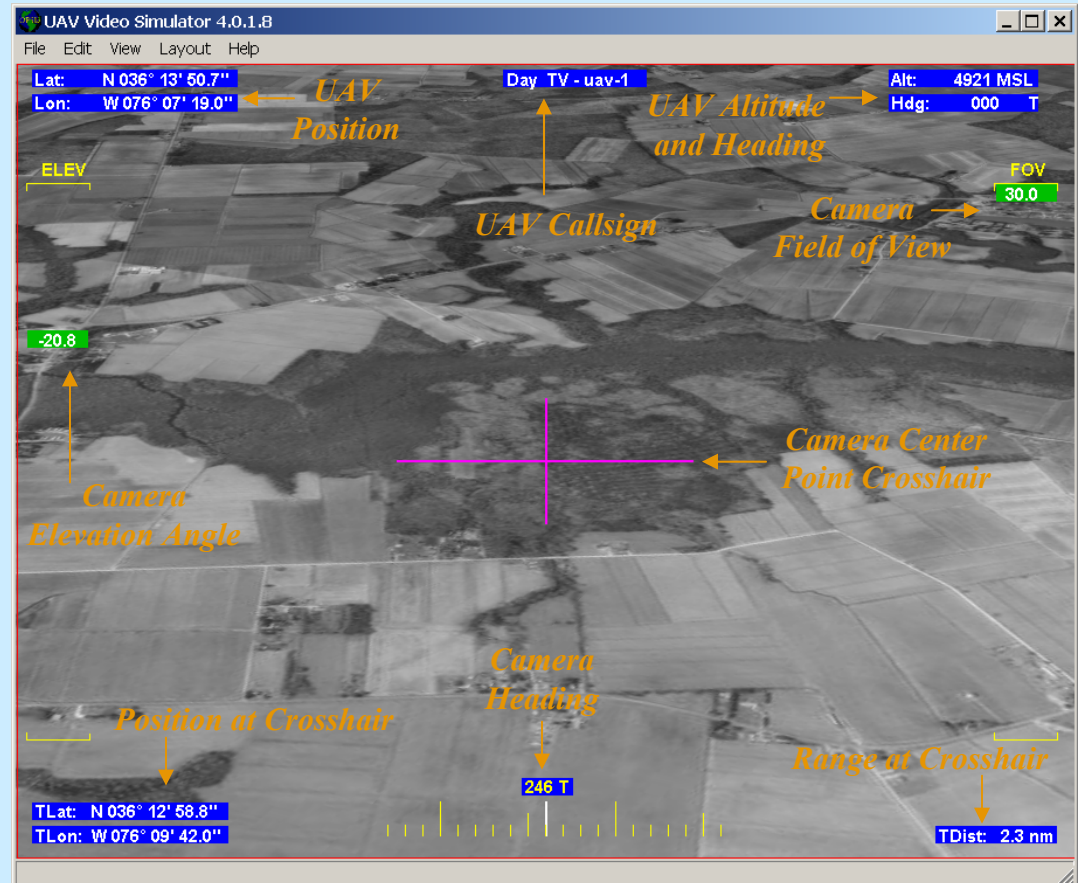 UAV Video Simulator 4.0.1.8
File Edit View Layout Help
Lat: N 036° 13' 50.7"
Lon: W 076° 07' 19.0"
UAV
Position
Day TV - uav-1
UAV Callsign
UAV Altitude
and Heading
Alt: 4921 MSL
Hdg: 000 T
ELEV
FOV
30.0
Camera
Field of View
-20.8
Camera
Elevation Angle
Camera Center
Point Crosshair
Camera
Heading
246 T
Position at Crosshair
TLat: N 036° 12' 58.8"
TLon: W 076° 09' 42.0"
Range at Crosshair
TDist: 2.3 nm